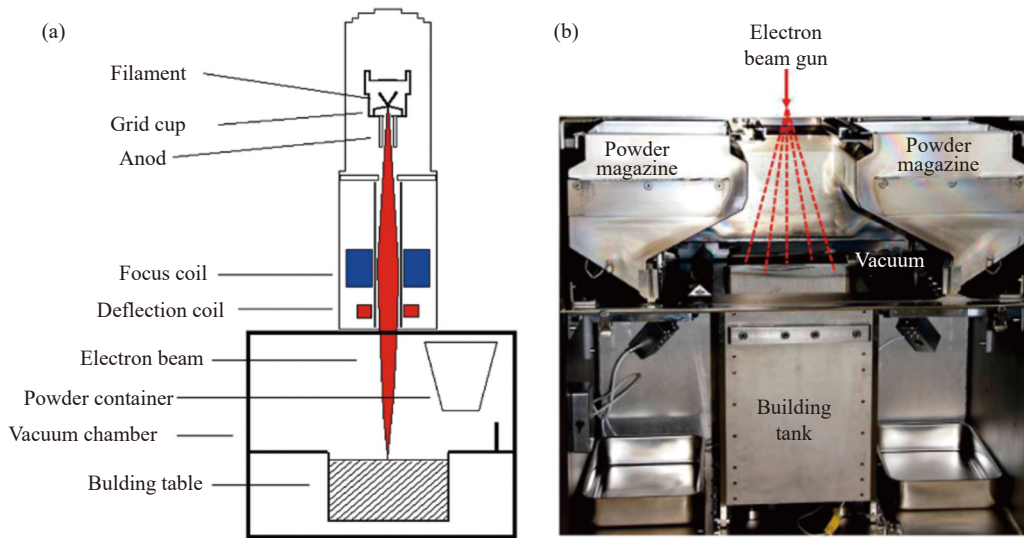 (a)
Filament
Grid cup
Anod
Focus coil
Deflection coil
Electron beam
Powder container
Vacuum chamber
Bulding table
(b)
Electron
beam gun
Powder
magazine
Powder
magazine
Vacuum
Building
tank